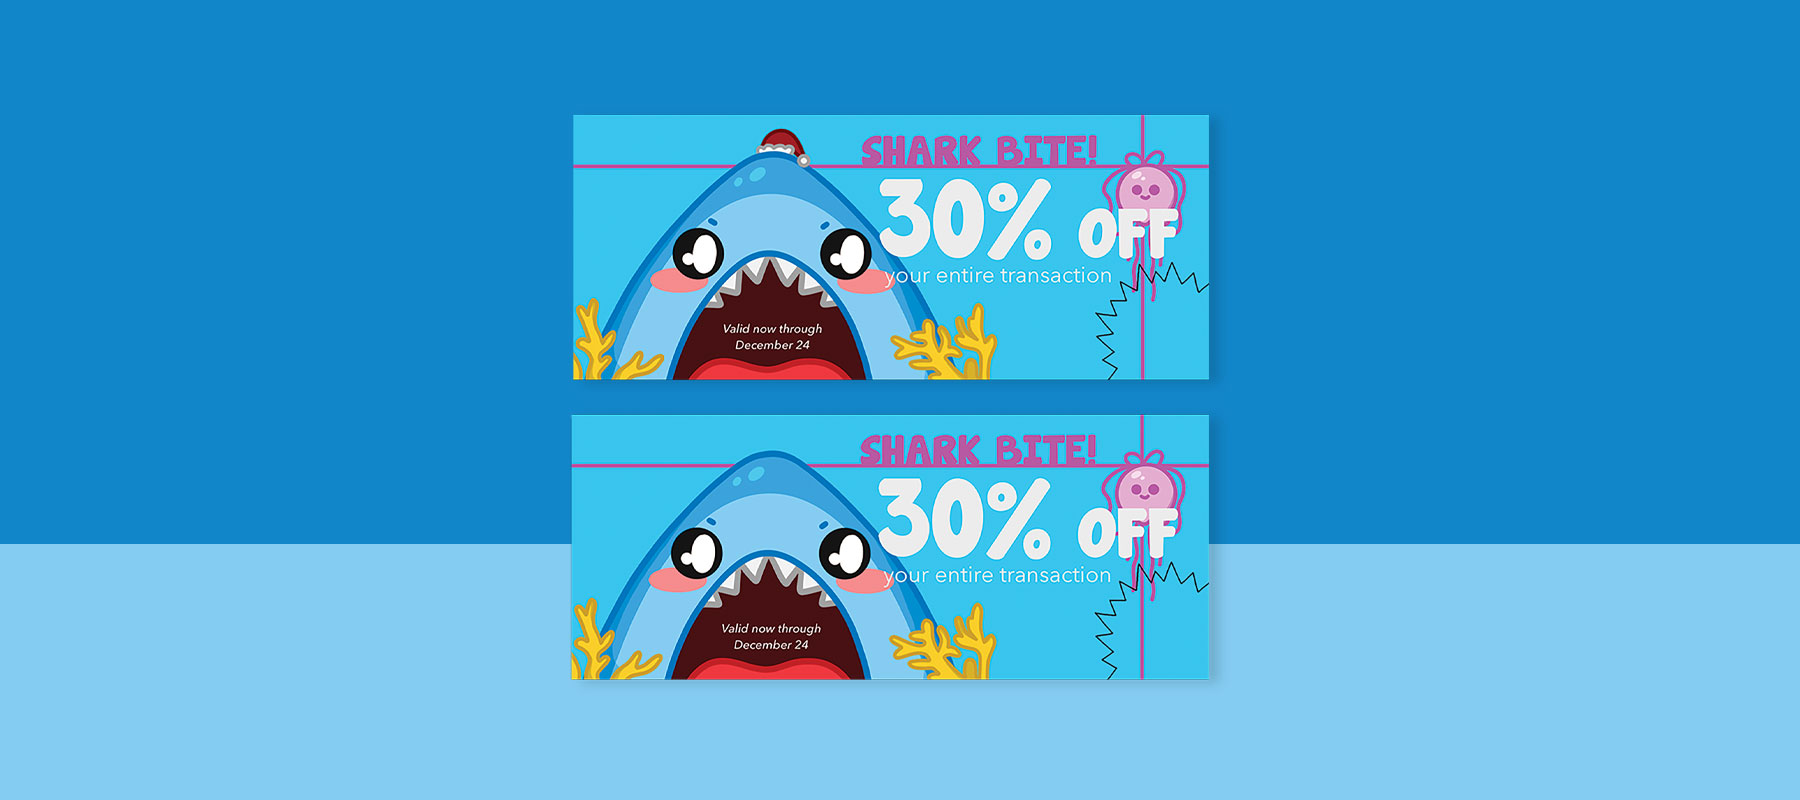 SHARK BITE!
30% OFF
your entire transaction
Valid now through
December 24
SHARK BITE!
30% OFF
your entire transaction
Valid now through
December 24